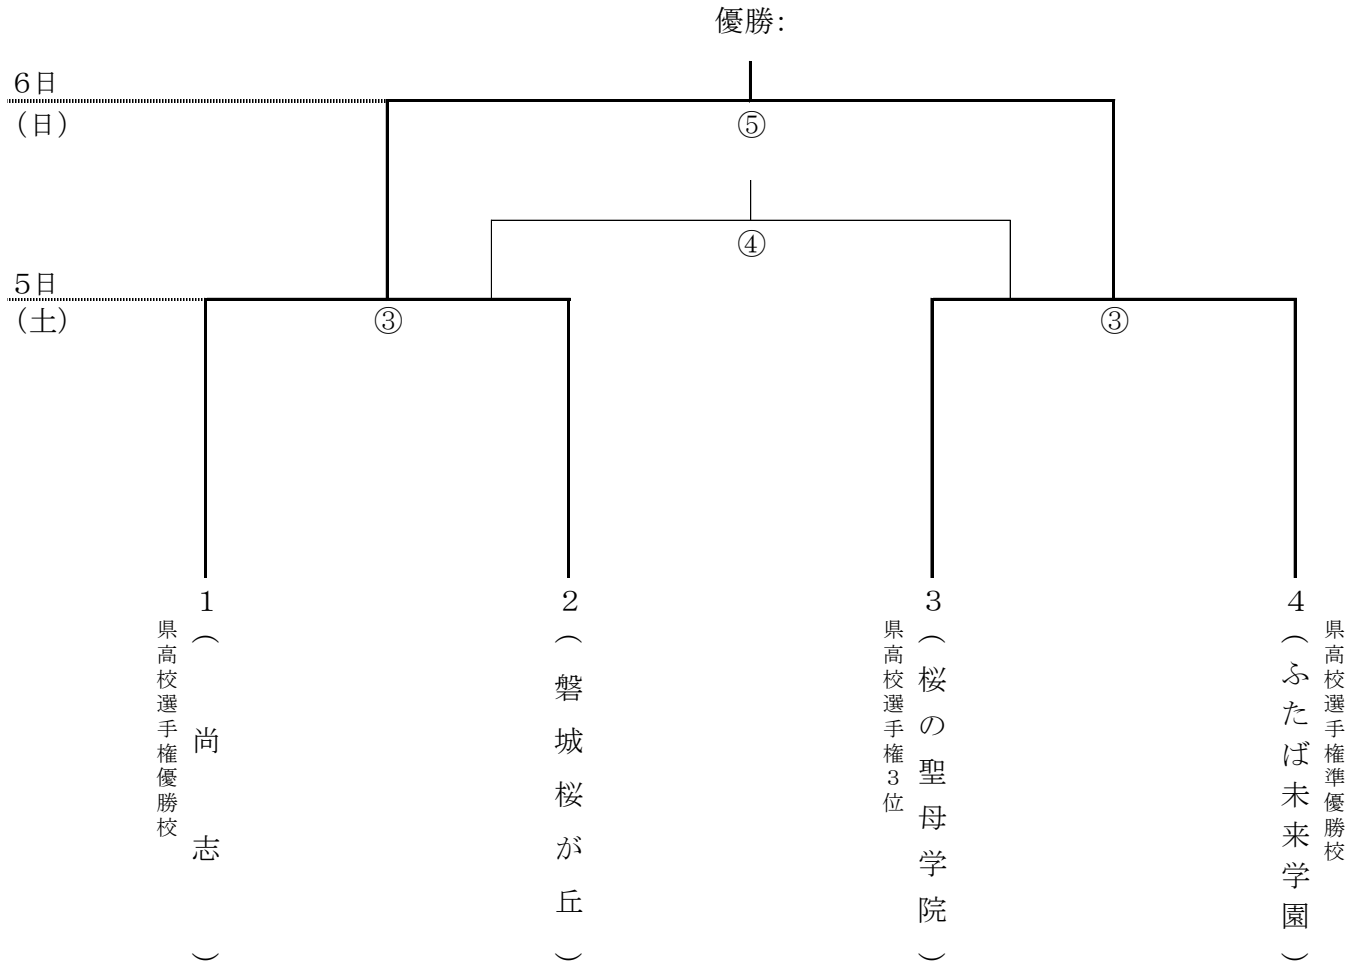 優勝:
６日
（日）
⑤
④
５日
（土）
③
③
１
２
３
４
県高校選手権優勝校
（尚志）
（磐城桜が丘）
県高校選手権３位
（桜の聖母学院）
（ふたば未来学園）
県高校選手権準優勝校